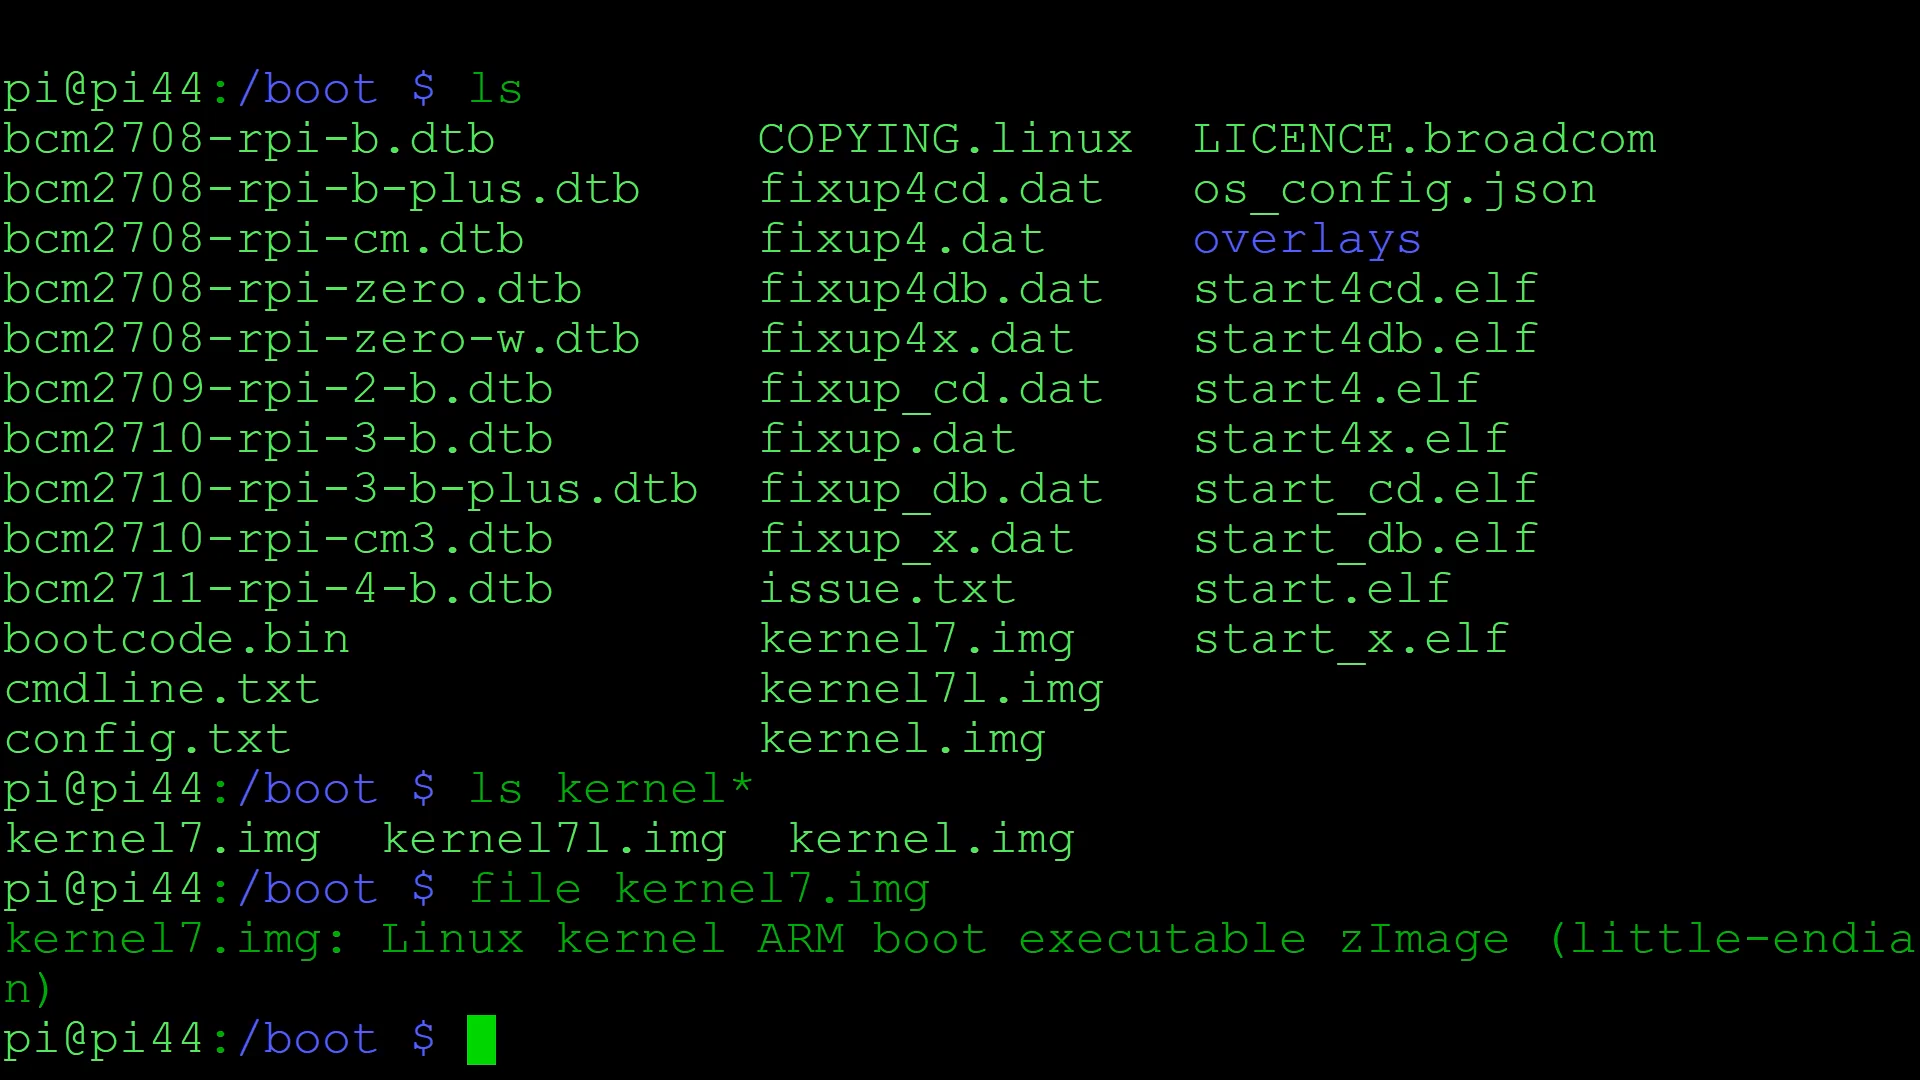 pi@pi44:/boot $ ls
bcm2708-rpi-b.dtb         COPYING.linux  LICENCE.broadcom
bcm2708-rpi-b-plus.dtb    fixup4cd.dat   os_config.json
bcm2708-rpi-cm.dtb        fixup4.dat     overlays
bcm2708-rpi-zero.dtb      fixup4db.dat   start4cd.elf
bcm2708-rpi-zero-w.dtb    fixup4x.dat    start4db.elf
bcm2709-rpi-2-b.dtb       fixup_cd.dat   start4.elf
bcm2710-rpi-3-b.dtb       fixup.dat      start4x.elf
bcm2710-rpi-3-b-plus.dtb  fixup_db.dat   start_cd.elf
bcm2710-rpi-cm3.dtb       fixup_x.dat    start_db.elf
bcm2711-rpi-4-b.dtb       issue.txt      start.elf
bootcode.bin              kernel7.img    start_x.elf
cmdline.txt               kernel7l.img
config.txt                kernel.img
pi@pi44:/boot $ ls kernel*
kernel7.img  kernel7l.img  kernel.img
pi@pi44:/boot $ file kernel7.img
kernel7.img: Linux kernel ARM boot executable zImage (little-endia
n)
pi@pi44:/boot $